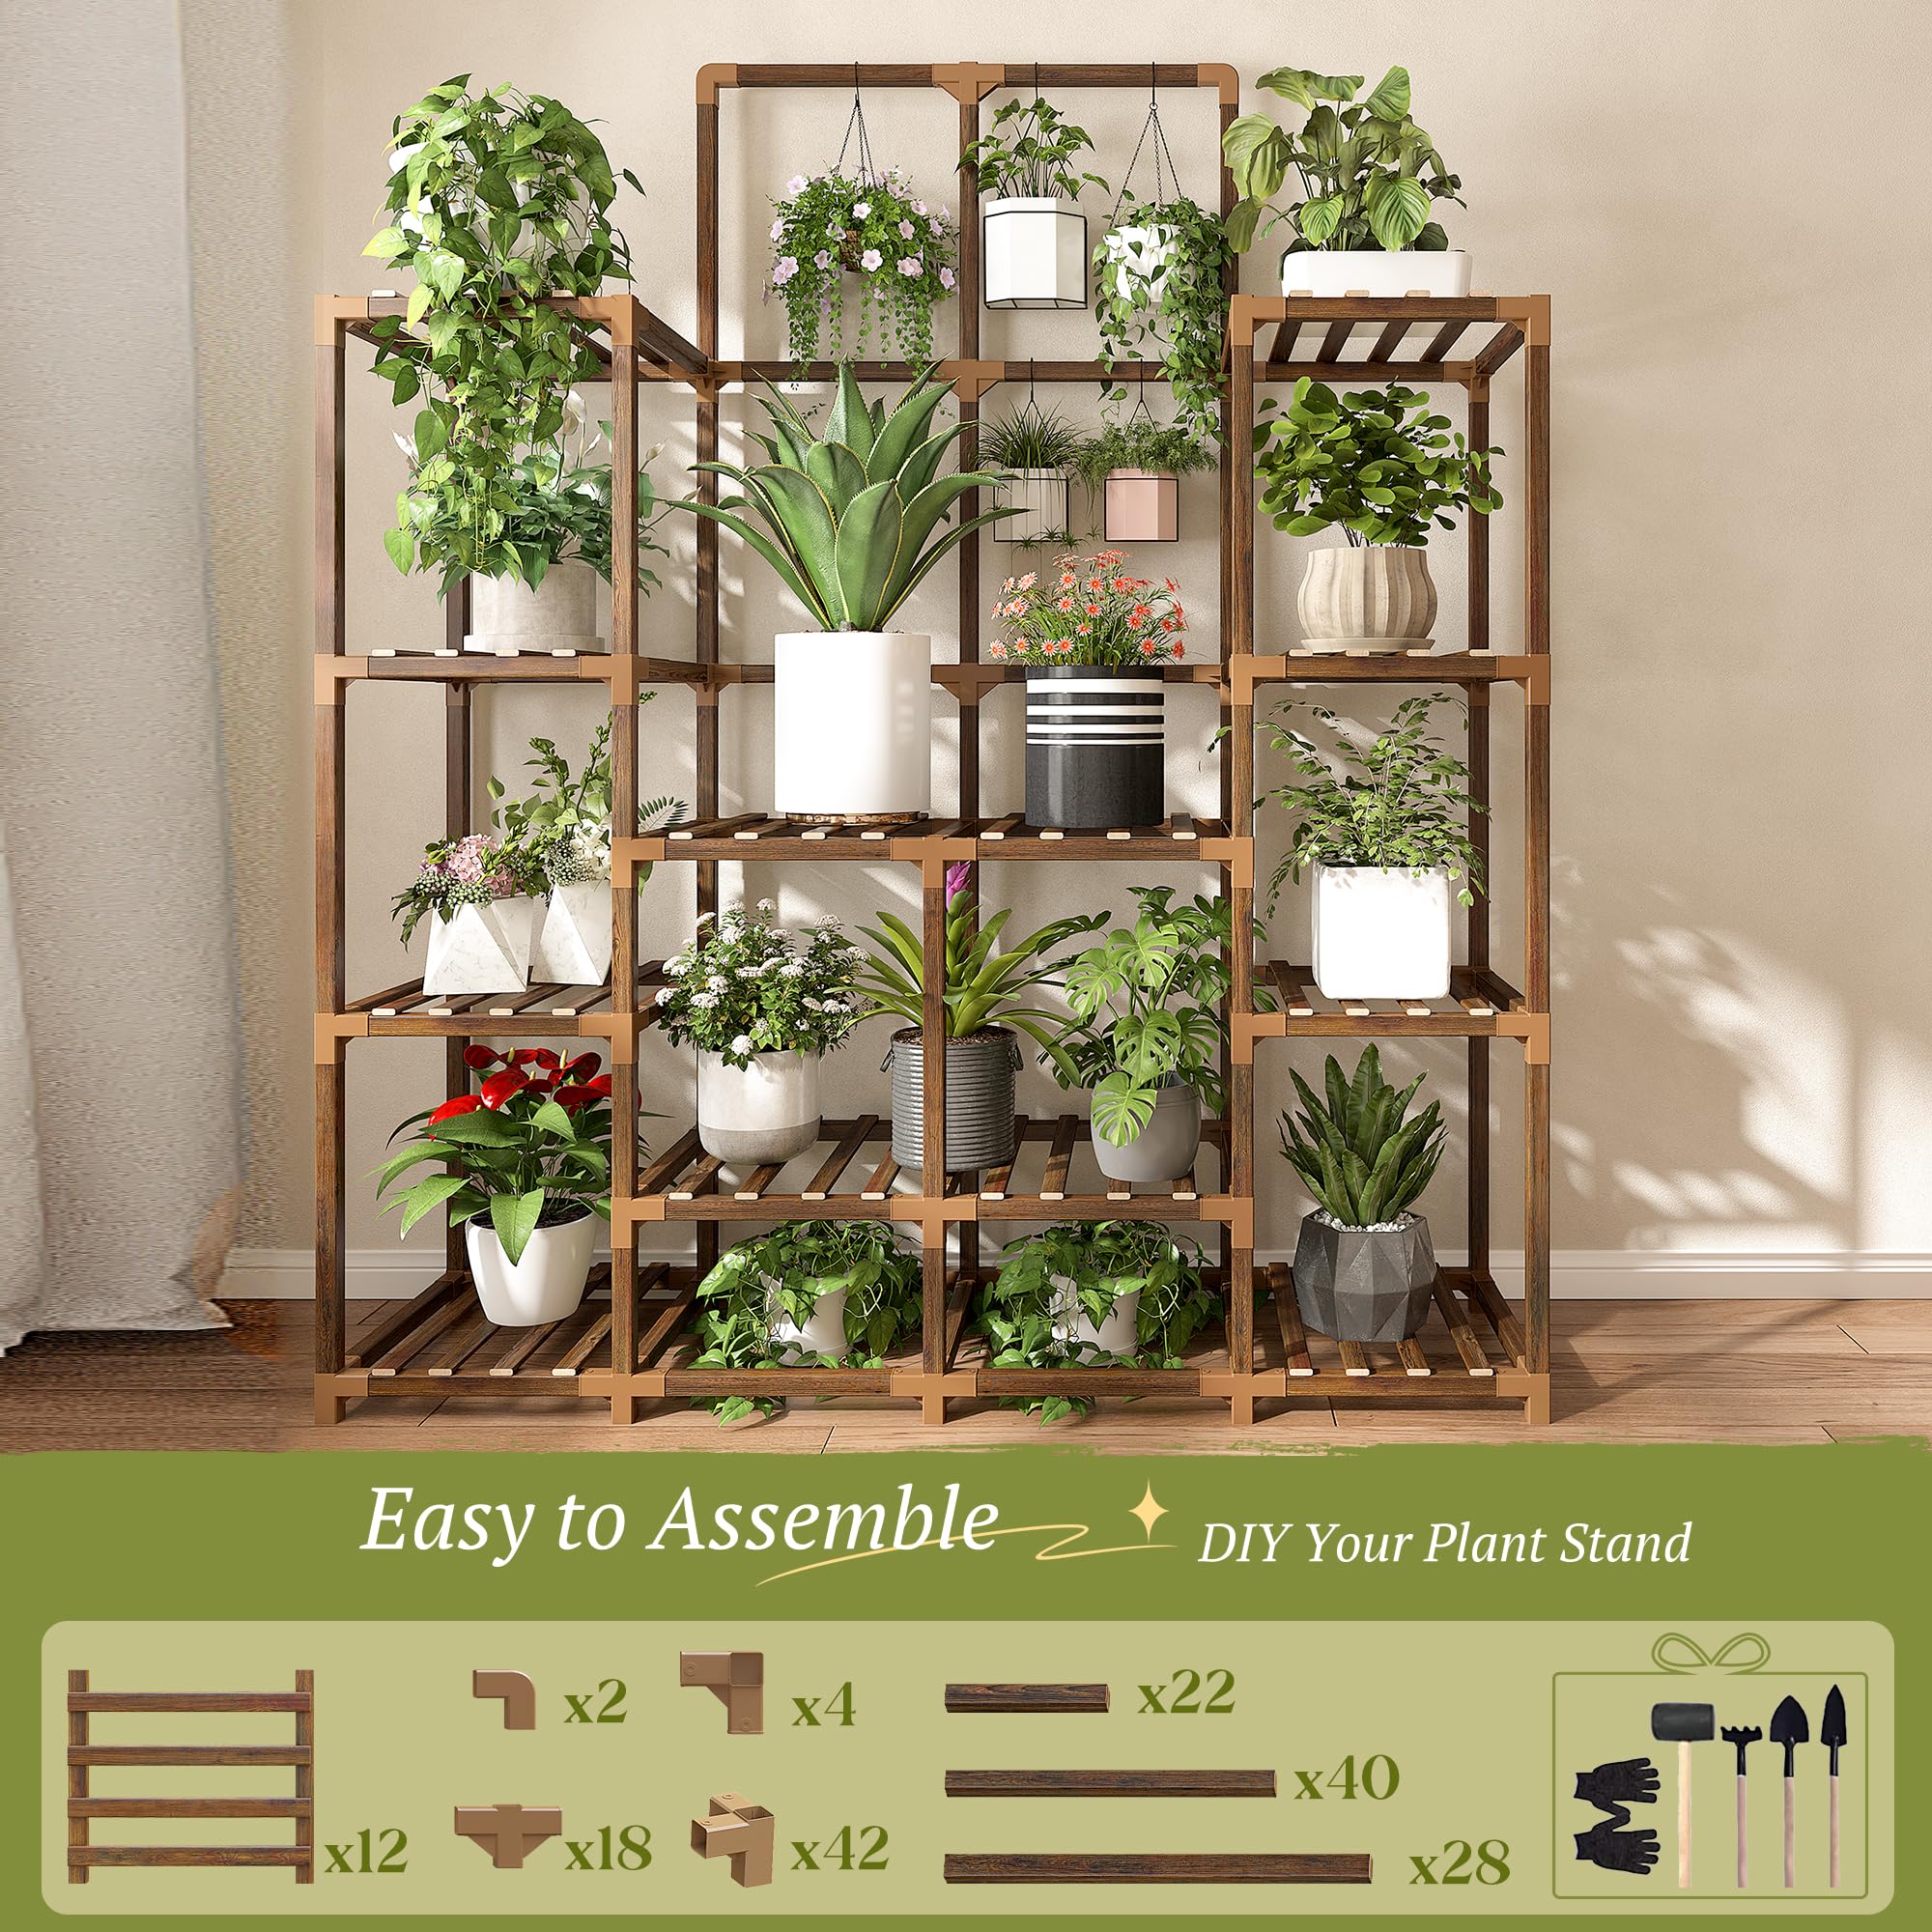 Easy to Assemble
DIY Your Plant Stand
x2
x4
x22
x40
x12
x18
x42
x28